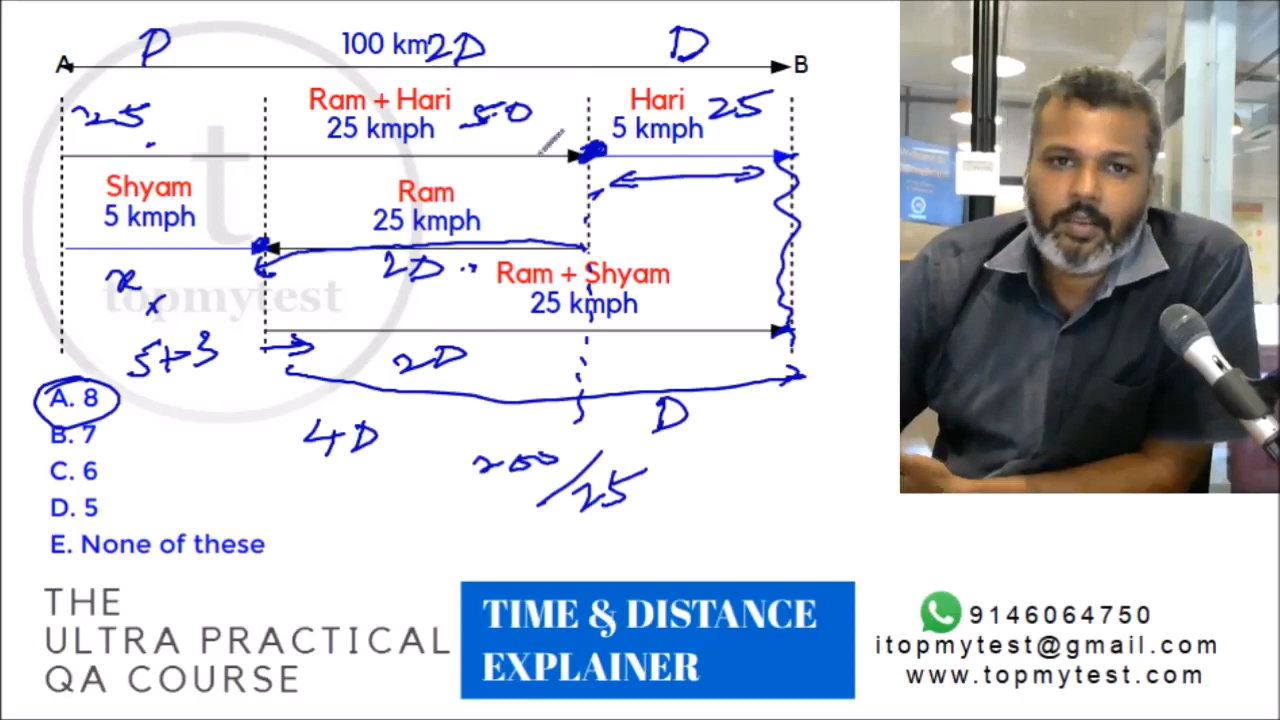 P 100 km 2D D
A B
25 Ram + Hari 50 Hari 25
25 kmph 5 kmph
Shyam Ram
5 kmph 25 kmph
2D Ram + Shyam
x 25 kmph
topmytest
x
5+3 2D
A. 8
D
B. 7 4D
200/25
C. 6
D. 5
E. None of these
THE
ULTRA PRACTICAL
QA COURSE
TIME & DISTANCE
EXPLAINER
9146064750
itopmytest@gmail.com
www.topmytest.com